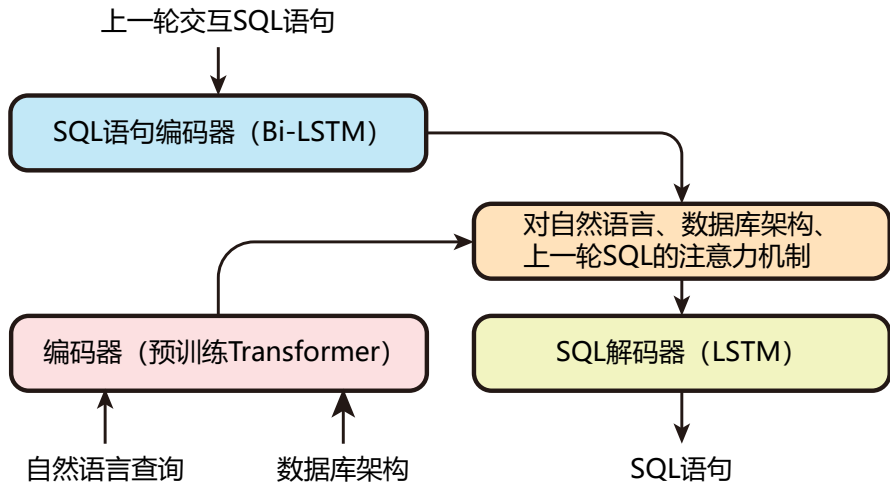 上一轮交互SQL语句
SQL语句编码器（Bi-LSTM）
对自然语言、数据库架构、
上一轮SQL的注意力机制
编码器（预训练Transformer）
SQL解码器（LSTM）
自然语言查询
数据库架构
SQL语句